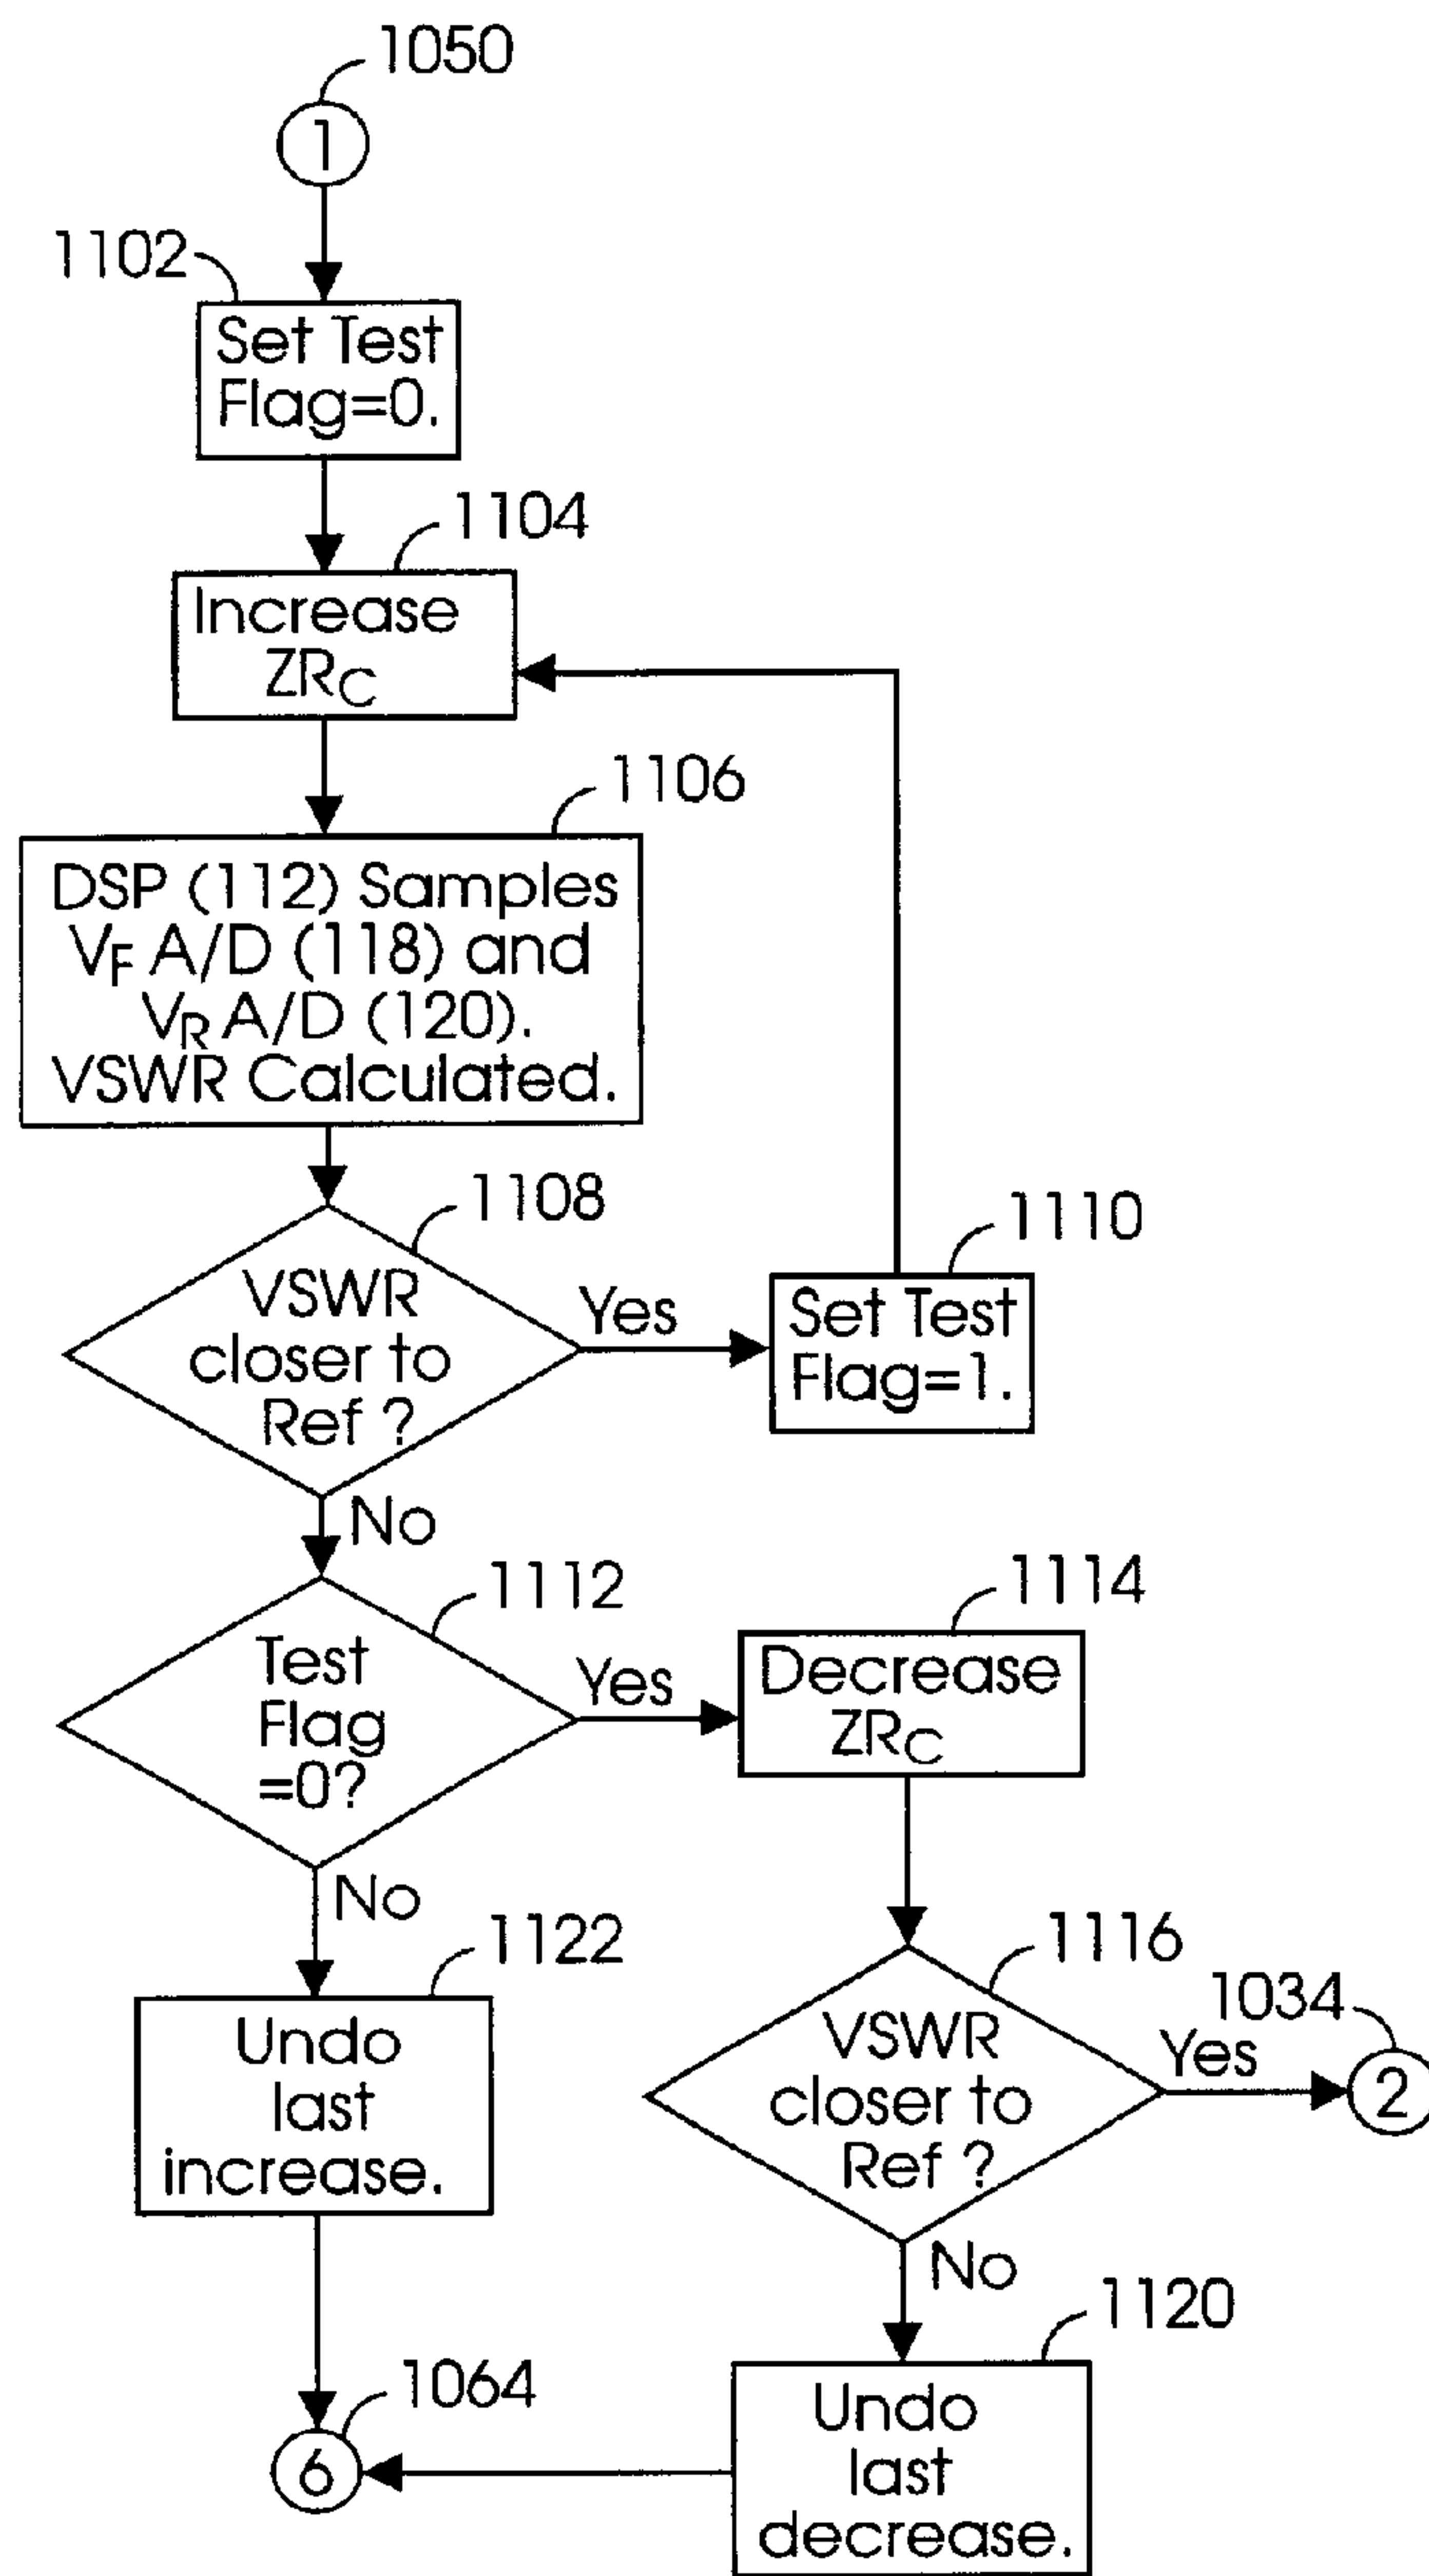 1050
1
1102
Set Test
Flag=0.
1104
Increase
ZRC
1106
DSP (112) Samples
VF A/D (118) and
VR A/D (120).
VSWR Calculated.
1108
VSWR
closer to
Ref ?
Yes
1110
Set Test
Flag=1.
No
1112
Test
Flag
=0?
Yes
1114
Decrease
ZRC
No
1122
Undo
last
increase.
1116
VSWR
closer to
Ref ?
Yes
1034
2
No
1120
Undo
last
decrease.
1064
6